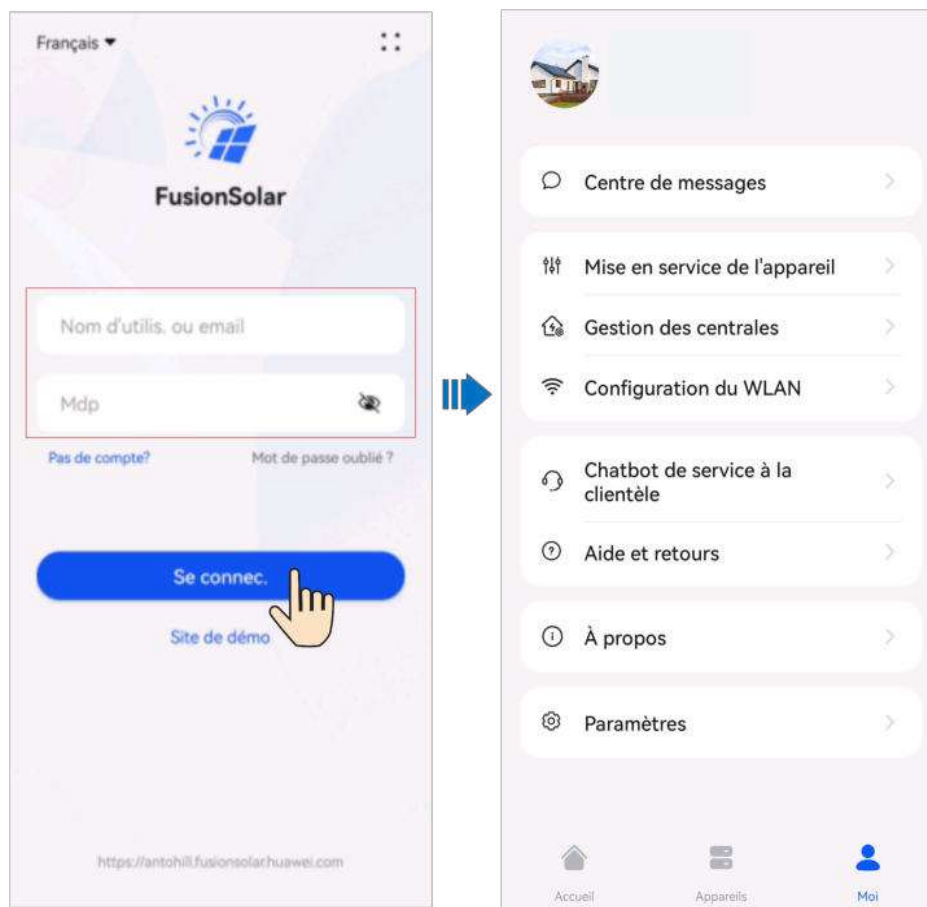 Français
FusionSolar
Nom d'utilis. ou email
Mdp
Pas de compte?
Mot de passe oublié ?
Se connec.
Site de démo
https://antohill.fusionsolar.huawei.com
Centre de messages
Mise en service de l'appareil
Gestion des centrales
Configuration du WLAN
Chatbot de service à la
clientèle
Aide et retours
À propos
Paramètres
Accueil
Appareils
Moi